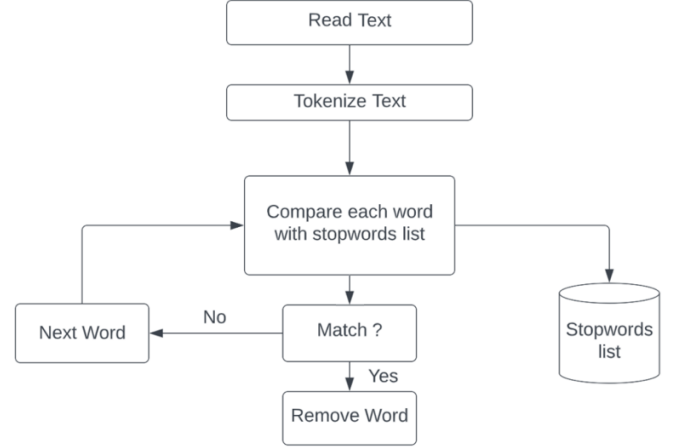 Read Text
Tokenize Text
Compare each word
with stopwords list
No
Next Word
Match ?
Stopwords
list
Yes
Remove Word